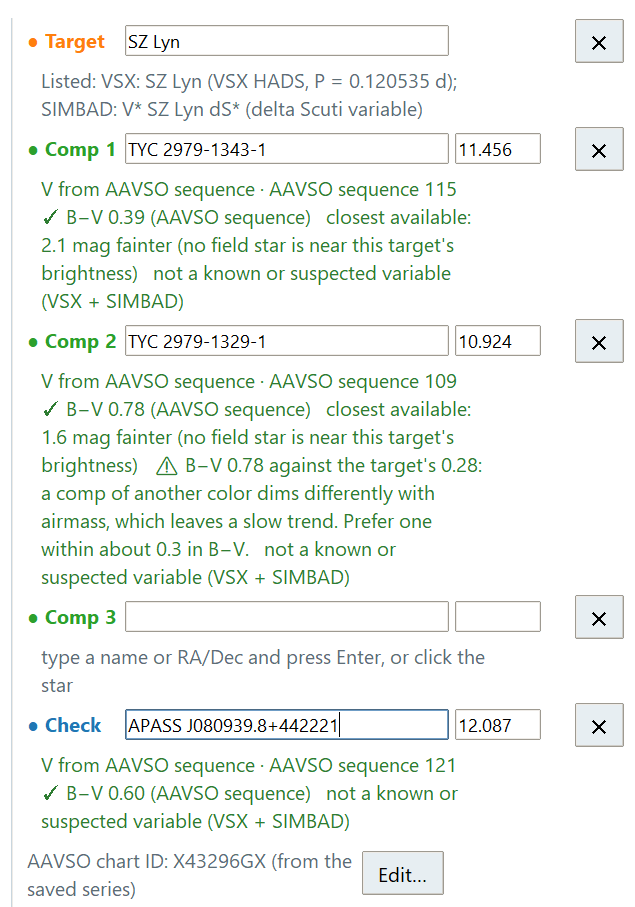 ● Target SZ Lyn ×
Listed: VSX: SZ Lyn (VSX HADS, P = 0.120535 d);
SIMBAD: V* SZ Lyn dS* (delta Scuti variable)
● Comp 1 TYC 2979-1343-1 11.456 ×
V from AAVSO sequence · AAVSO sequence 115
✓ B−V 0.39 (AAVSO sequence) closest available:
2.1 mag fainter (no field star is near this target's
brightness) not a known or suspected variable
(VSX + SIMBAD)
● Comp 2 TYC 2979-1329-1 10.924 ×
V from AAVSO sequence · AAVSO sequence 109
✓ B−V 0.78 (AAVSO sequence) closest available:
1.6 mag fainter (no field star is near this target's
brightness) ⚠ B−V 0.78 against the target's 0.28:
a comp of another color dims differently with
airmass, which leaves a slow trend. Prefer one
within about 0.3 in B−V. not a known or
suspected variable (VSX + SIMBAD)
● Comp 3 ×
type a name or RA/Dec and press Enter, or click the
star
● Check APASS J080939.8+442221 12.087 ×
V from AAVSO sequence · AAVSO sequence 121
✓ B−V 0.60 (AAVSO sequence) not a known or
suspected variable (VSX + SIMBAD)
AAVSO chart ID: X43296GX (from the
saved series) Edit...